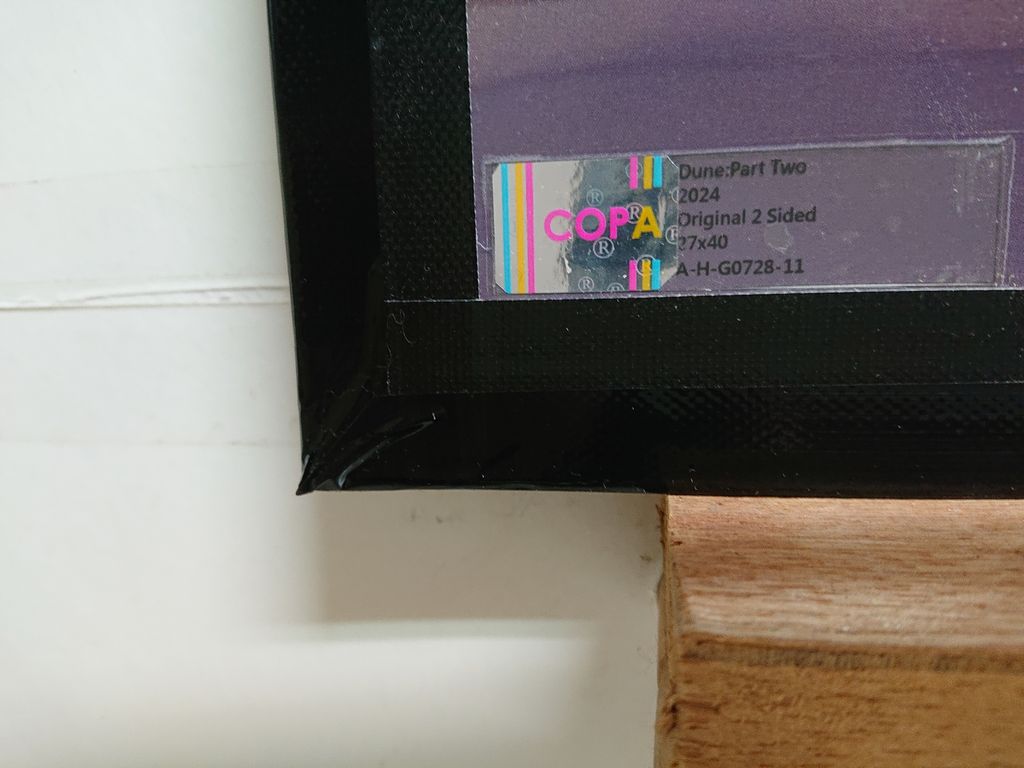 COPA
Dune:Part Two
2024
Original 2 Sided
27x40
A-H-G0728-11